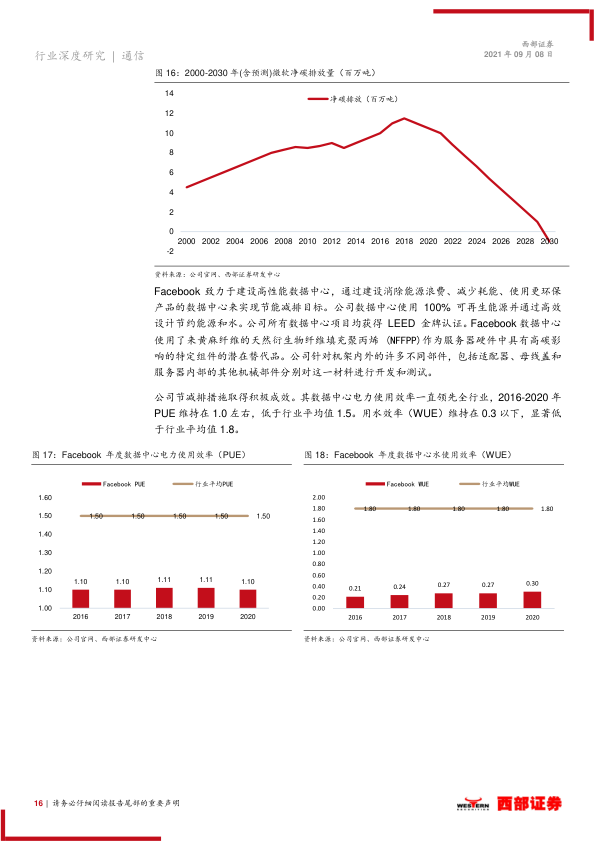 西部证券
行业深度研究 | 通信
2021 年 09 月 08 日
图 16：2000-2030 年(含预测)微软净碳排放量（百万吨）
净碳排放（百万吨）
14
12
10
8
6
4
2
0
-2
2000 2002 2004 2006 2008 2010 2012 2014 2016 2018 2020 2022 2024 2026 2028 2030
资料来源：公司官网、西部证券研发中心
Facebook 致力于建设高性能数据中心，通过建设消除能源浪费、减少耗能、使用更环保
产品的数据中心来实现节能减排目标。公司数据中心使用 100% 可再生能源并通过高效
设计节约能源和水。公司所有数据中心项目均获得 LEED 金牌认证。Facebook 数据中心
使用了来黄麻纤维的天然衍生物纤维填充聚丙烯 (NFFPP)作为服务器硬件中具有高碳影
响的特定组件的潜在替代品。公司针对机架内外的许多不同部件，包括适配器、母线盖和
服务器内部的其他机械部件分别对这一材料进行开发和测试。
公司节减排措施取得积极成效。其数据中心电力使用效率一直领先全行业，2016-2020 年
PUE 维持在 1.0 左右，低于行业平均值 1.5。用水效率（WUE）维持在 0.3 以下，显著低
于行业平均值 1.8。
图 17：Facebook 年度数据中心电力使用效率（PUE）
Facebook PUE 行业平均PUE
1.60
1.50
1.40
1.30
1.20
1.10
1.00
1.50 1.50 1.50 1.50 1.50
1.10 1.10 1.11 1.11 1.10
2016 2017 2018 2019 2020
资料来源：公司官网、西部证券研发中心
图 18：Facebook 年度数据中心水使用效率（WUE）
Facebook WUE 行业平均WUE
2.00
1.80
1.60
1.40
1.20
1.00
0.80
0.60
0.40
0.20
0.00
1.80 1.80 1.80 1.80 1.80
0.21 0.24 0.27 0.27 0.30
2016 2017 2018 2019 2020
资料来源：公司官网、西部证券研发中心
16 | 请务必仔细阅读报告尾部的重要声明
WESTERN
SECURITIES
西部证券